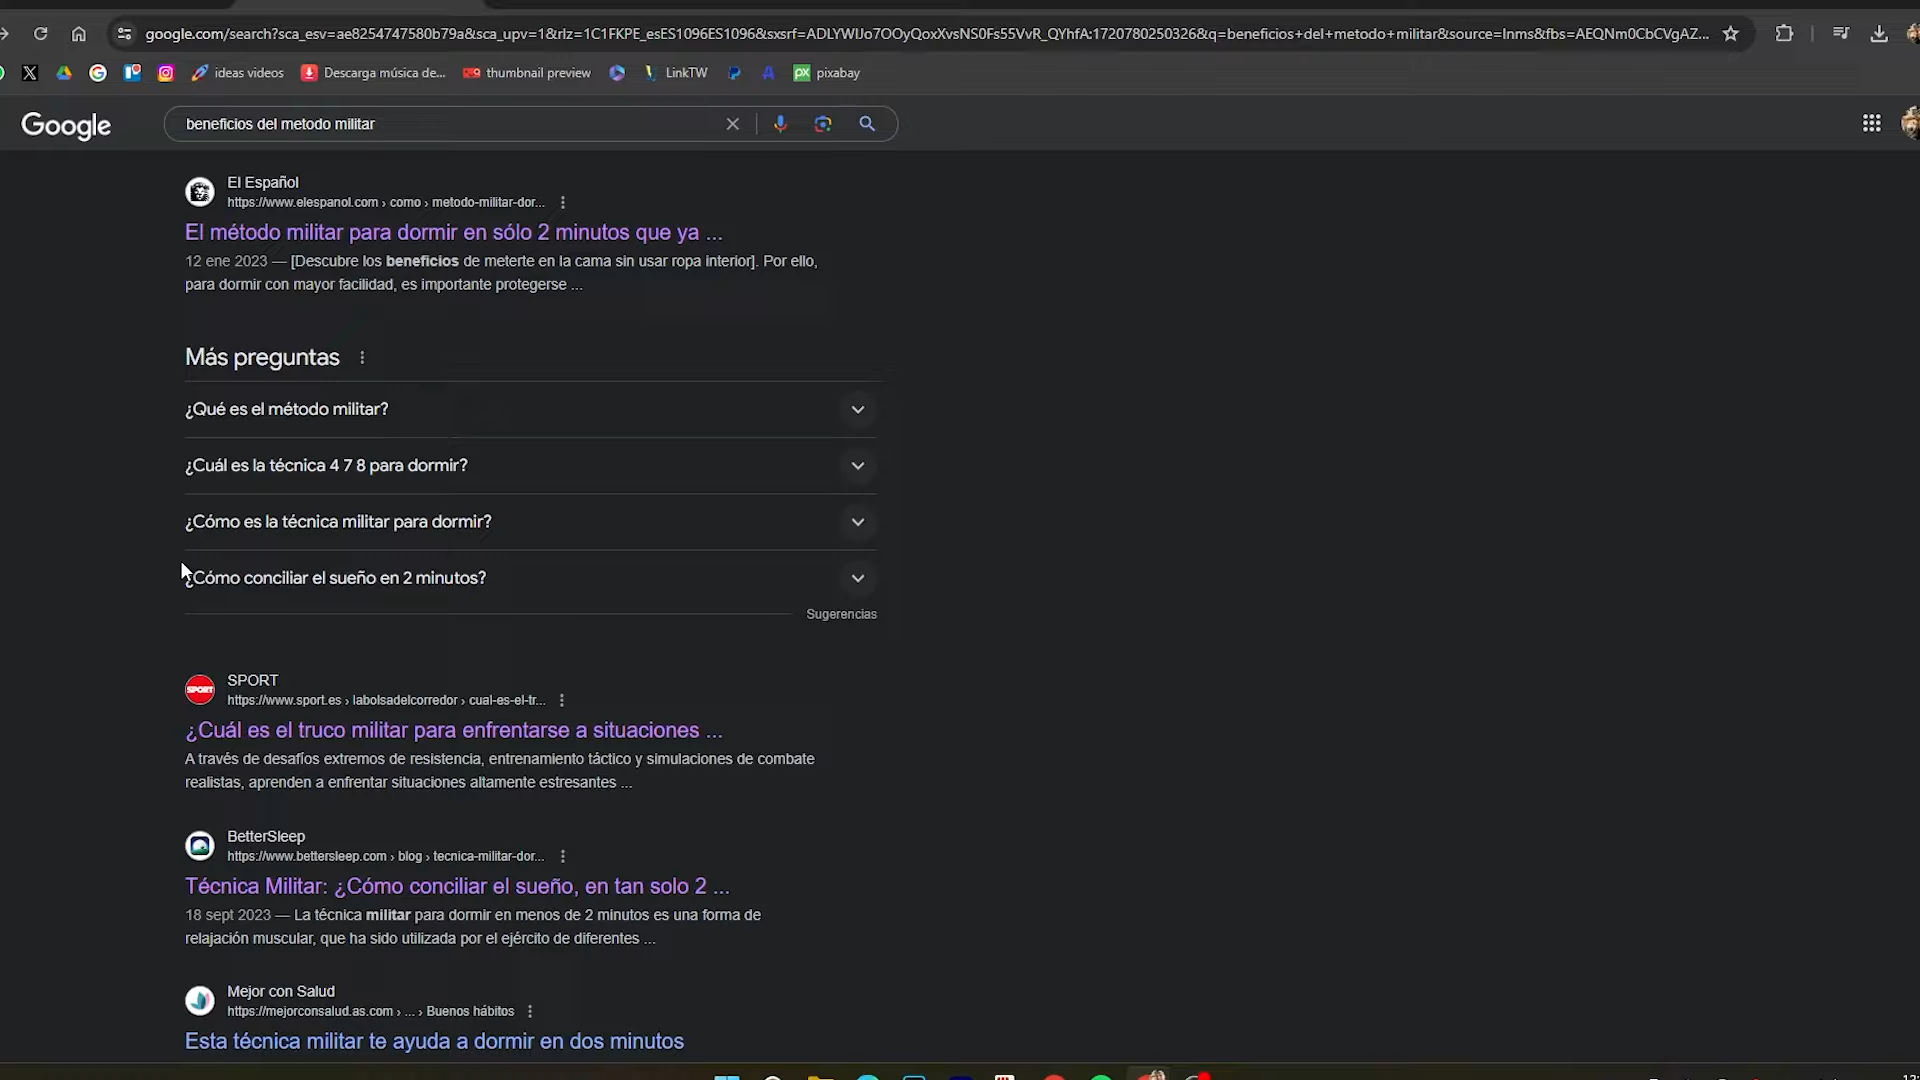 google.com/search?sca_esv=ae8254747580b79a&sca_upv=1&rlz=1C1FKPE_esES1096ES1096&sxsrf=ADLYWIJo7OOyQoxXvsNS0Fs55VvR_QYhfA:1720780250326&q=beneficios+del+metodo+militar&source=lnms&fbs=AEQNm0CbCVgAZ...
ideas videos
Descarga música de...
thumbnail preview
LinkTW
px pixabay
Google
beneficios del metodo militar
El Español
https://www.elespanol.com › como › metodo-militar-dor...
El método militar para dormir en sólo 2 minutos que ya ...
12 ene 2023 — [Descubre los beneficios de meterte en la cama sin usar ropa interior]. Por ello,
para dormir con mayor facilidad, es importante protegerse ...
Más preguntas
¿Qué es el método militar?
¿Cuál es la técnica 4 7 8 para dormir?
¿Cómo es la técnica militar para dormir?
¿Cómo conciliar el sueño en 2 minutos?
Sugerencias
SPORT
SPORT
https://www.sport.es › labolsadelcorredor › cual-es-el-tr...
¿Cuál es el truco militar para enfrentarse a situaciones ...
A través de desafíos extremos de resistencia, entrenamiento táctico y simulaciones de combate
realistas, aprenden a enfrentar situaciones altamente estresantes ...
BetterSleep
https://www.bettersleep.com › blog › tecnica-militar-dor...
Técnica Militar: ¿Cómo conciliar el sueño, en tan solo 2 ...
18 sept 2023 — La técnica militar para dormir en menos de 2 minutos es una forma de
relajación muscular, que ha sido utilizada por el ejército de diferentes ...
Mejor con Salud
https://mejorconsalud.as.com › ... › Buenos hábitos
Esta técnica militar te ayuda a dormir en dos minutos